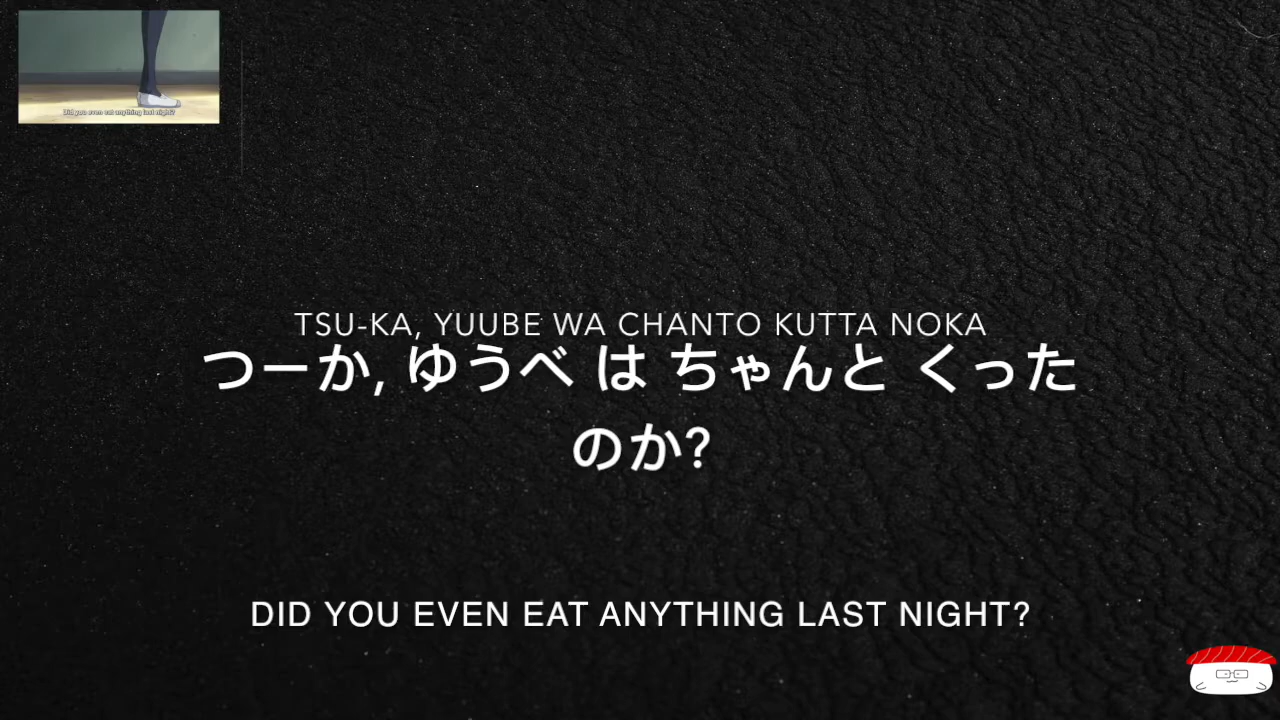 Did you even eat anything last night?
TSU-KA, YUUBE WA CHANTO KUTTA NOKA
つーか, ゆうべ は ちゃんと くった
のか?
DID YOU EVEN EAT ANYTHING LAST NIGHT?